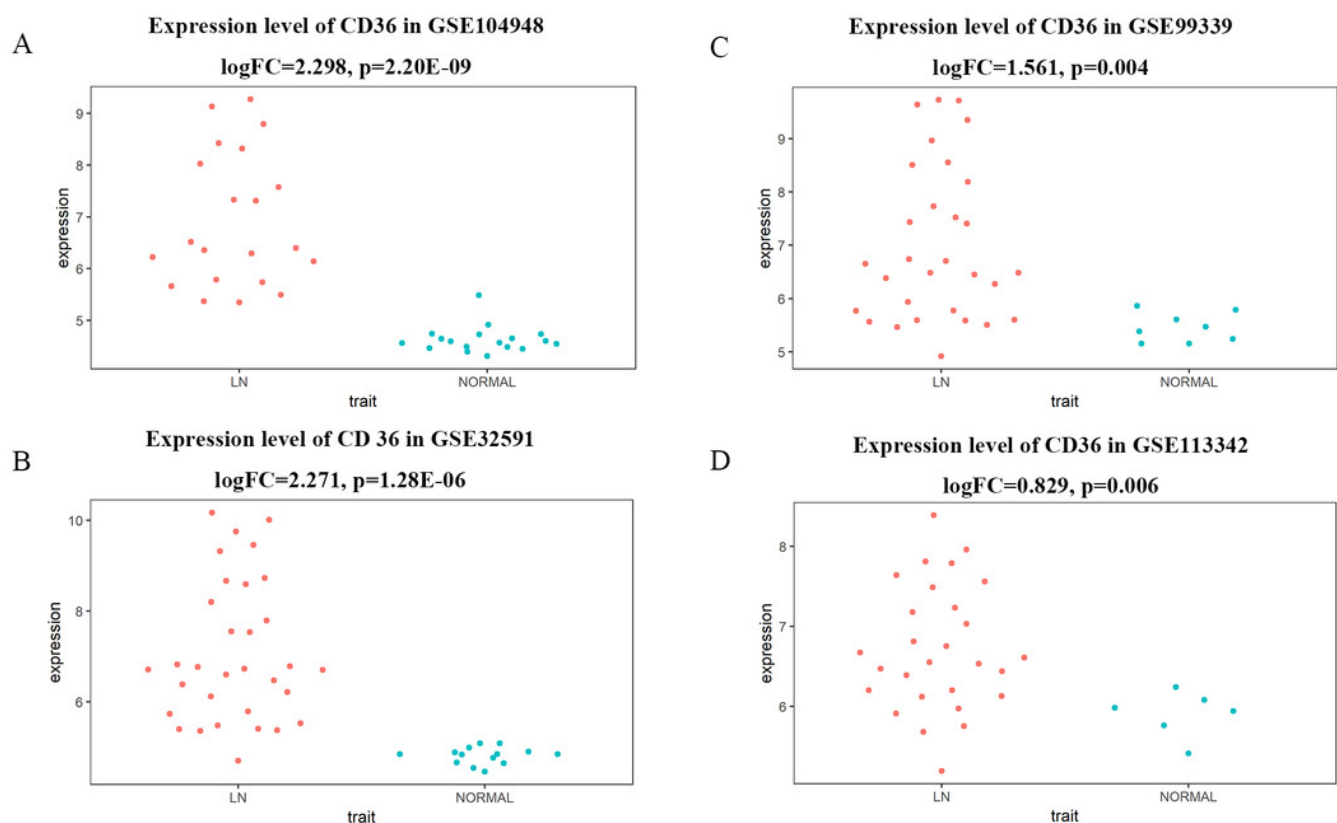 A
Expression level of CD36 in GSE104948
logFC=2.298, p=2.20E-09
expression
9
8
7
6
5
LN
NORMAL
trait
C
Expression level of CD36 in GSE99339
logFC=1.561, p=0.004
expression
9
8
7
6
5
LN
NORMAL
trait
B
Expression level of CD 36 in GSE32591
logFC=2.271, p=1.28E-06
expression
10
8
6
LN
NORMAL
trait
D
Expression level of CD36 in GSE113342
logFC=0.829, p=0.006
expression
8
7
6
LN
NORMAL
trait